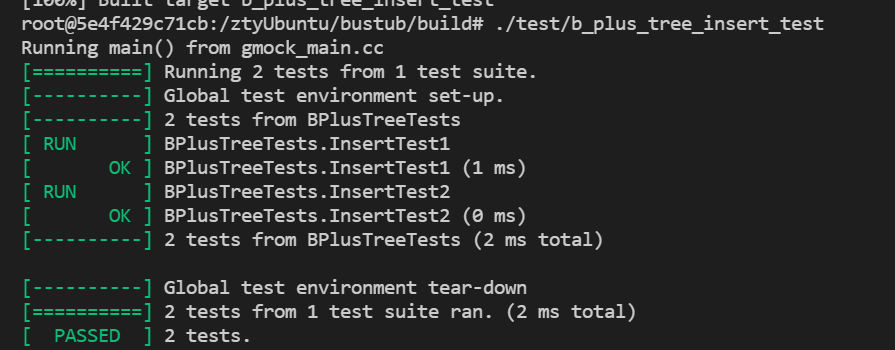 [100%] Built target b_plus_tree_insert_test
root@5e4f429c71cb:/ztyUbuntu/bustub/build# ./test/b_plus_tree_insert_test
Running main() from gmock_main.cc
[==========] Running 2 tests from 1 test suite.
[----------] Global test environment set-up.
[----------] 2 tests from BPlusTreeTests
[ RUN      ] BPlusTreeTests.InsertTest1
[       OK ] BPlusTreeTests.InsertTest1 (1 ms)
[ RUN      ] BPlusTreeTests.InsertTest2
[       OK ] BPlusTreeTests.InsertTest2 (0 ms)
[----------] 2 tests from BPlusTreeTests (2 ms total)
[----------] Global test environment tear-down
[==========] 2 tests from 1 test suite ran. (2 ms total)
[  PASSED  ] 2 tests.